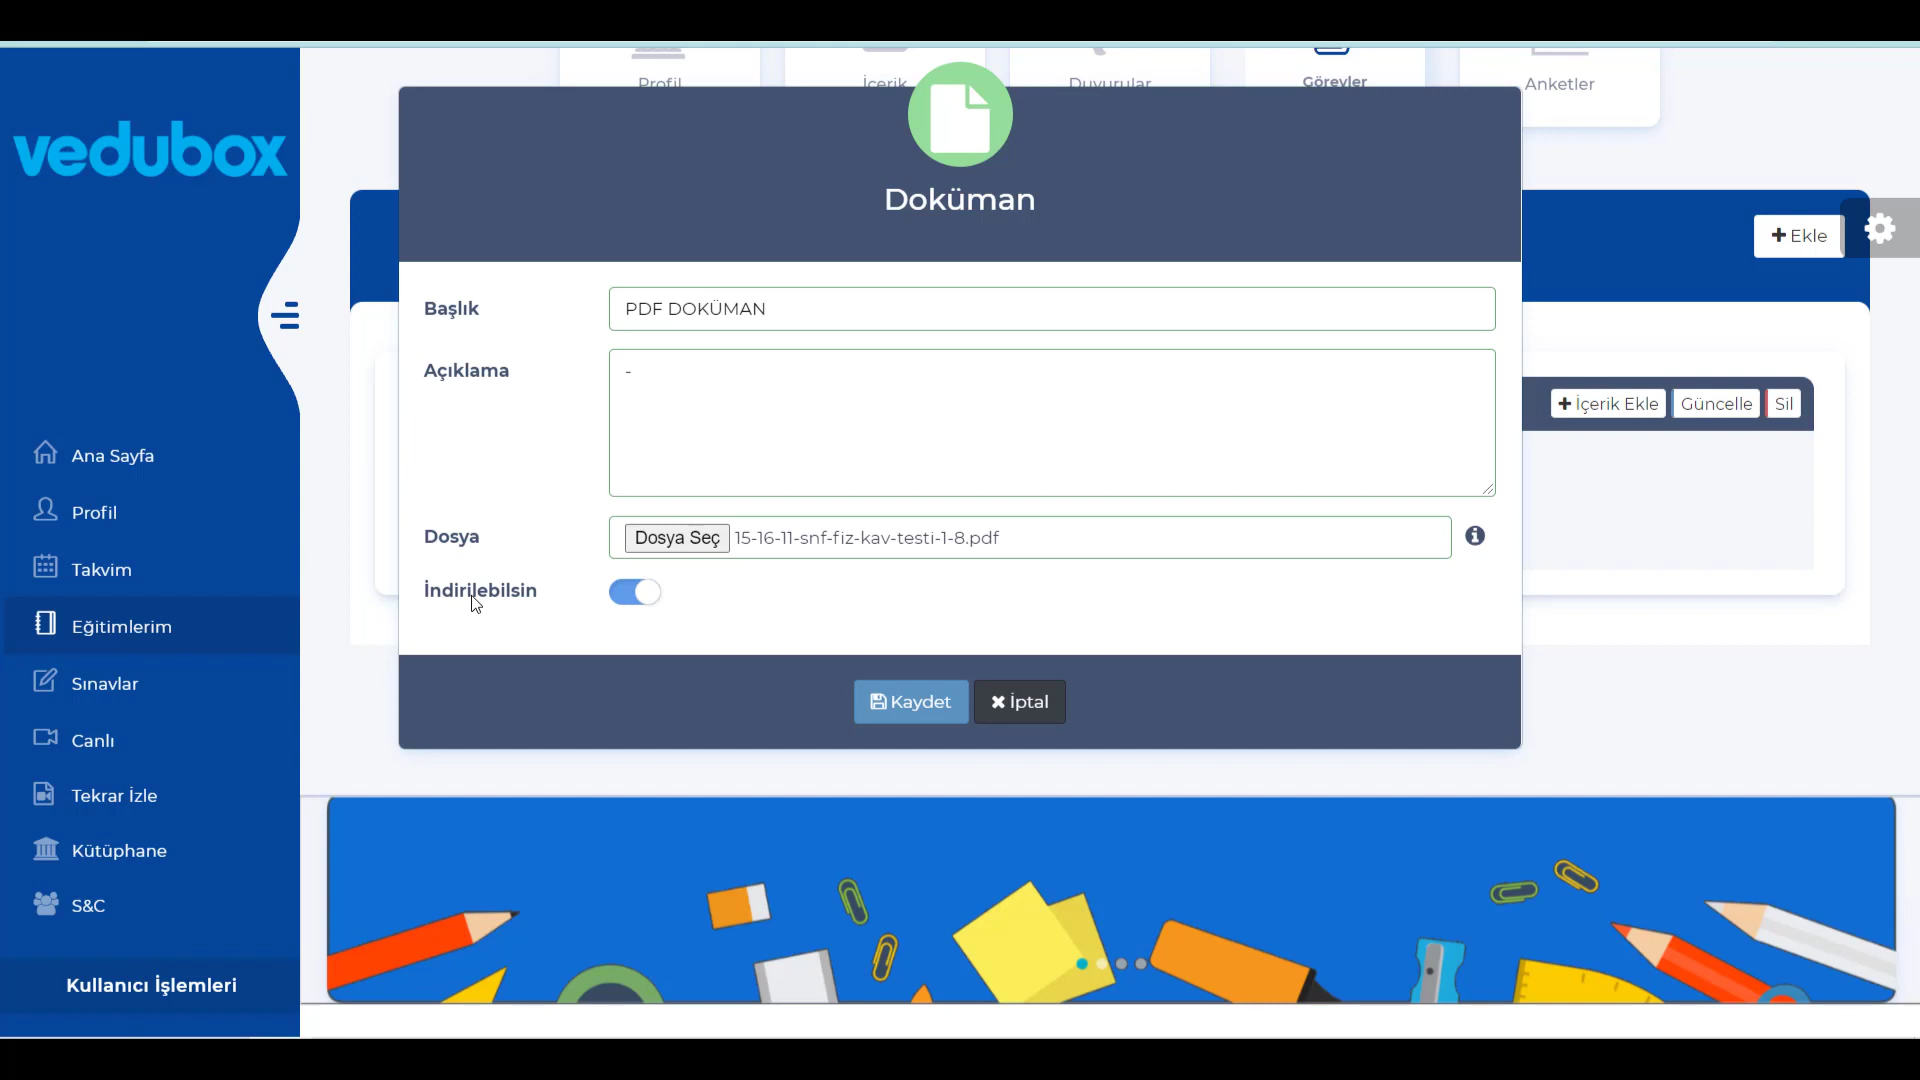 vedubox
Profil
İçerik
Duyurular
Görevler
Anketler
Doküman
Ekle
Başlık
PDF DOKÜMAN
Açıklama
-
İçerik Ekle
Güncelle
Sil
Dosya
Dosya Seç
15-16-11-snf-fiz-kav-testi-1-8.pdf
İndirilebilsin
Kaydet
İptal
Ana Sayfa
Profil
Takvim
Eğitimlerim
Sınavlar
Canlı
Tekrar İzle
Kütüphane
S&C
Kullanıcı İşlemleri